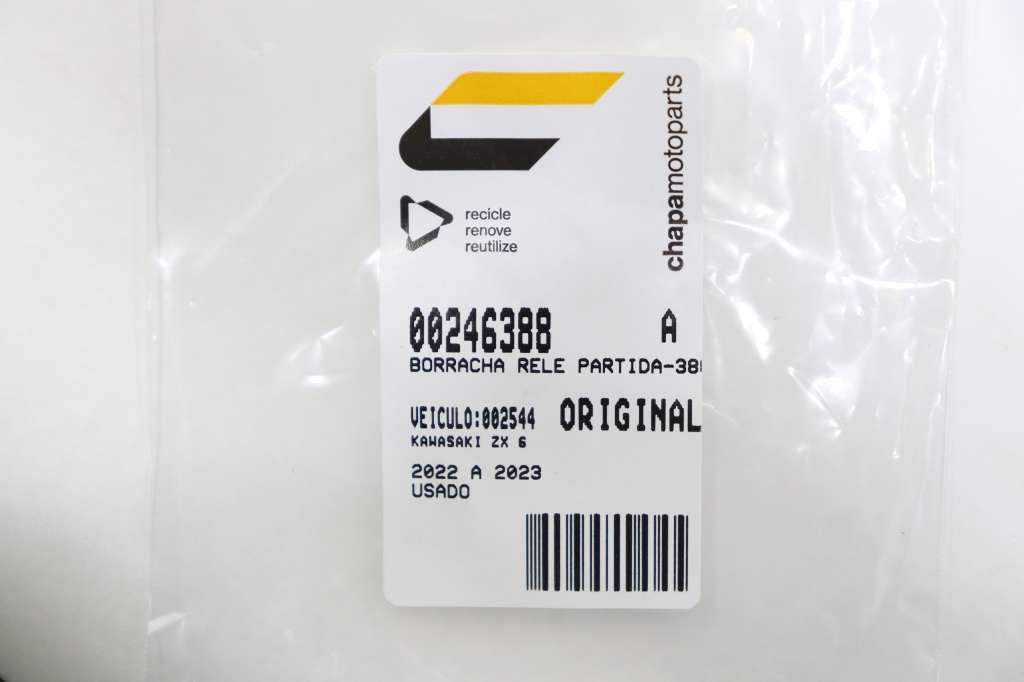 chapamotoparts
recicle
renove
reutilize
00246388 A
BORRACHA RELE PARTIDA-38
VEICULO:002544 ORIGINAL
KAWASAKI ZX 6
2022 A 2023
USADO